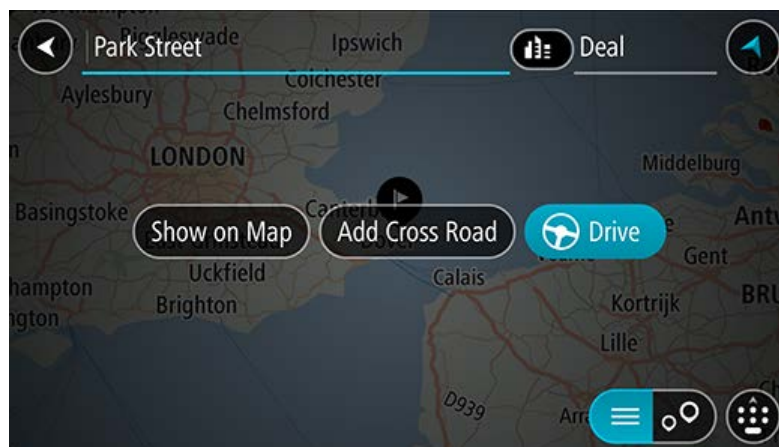 Park Street
Deal
Ipswich
Colchester
Aylesbury
Chelmsford
LONDON
Middelburg
Basingstoke
Show on Map
Add Cross Road
Drive
Gent
Uckfield
Calais
Brighton
Kortrijk
Lille
D939